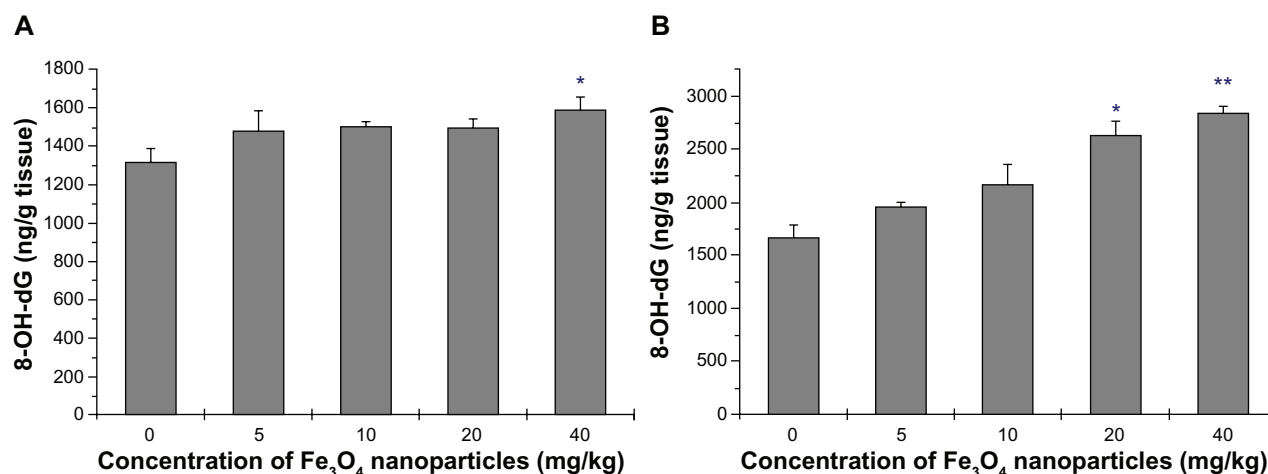 A
8-OH-dG (ng/g tissue)
1800
1600
1400
1200
1000
800
600
400
200
0
*
0 5 10 20 40
Concentration of Fe₃O₄ nanoparticles (mg/kg)
B
8-OH-dG (ng/g tissue)
3000
2500
2000
1500
1000
500
0
*
**
0 5 10 20 40
Concentration of Fe₃O₄ nanoparticles (mg/kg)